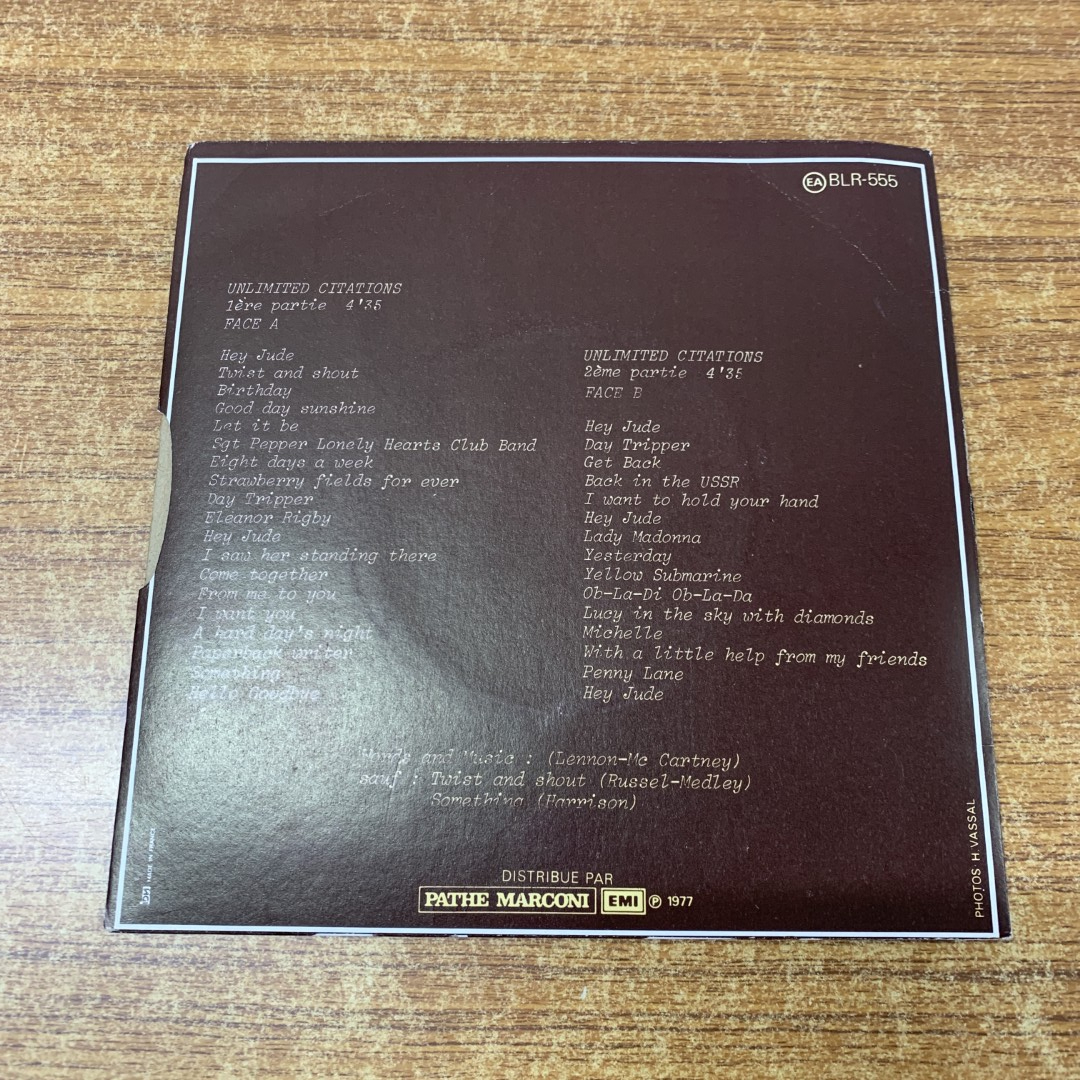 EA BLR-555
UNLIMITED CITATIONS
1ère partie 4'35
FACE A
Hey Jude
Twist and shout
Birthday
Good day sunshine
Let it be
Sgt Pepper Lonely Hearts Club Band
Eight days a week
Strawberry fields for ever
Day Tripper
Eleanor Rigby
Hey Jude
I saw her standing there
Come together
From me to you
I want you
A hard day's night
Paperback writer
Something
Hello Goodbye
UNLIMITED CITATIONS
2ème partie 4'35
FACE B
Hey Jude
Day Tripper
Get Back
Back in the USSR
I want to hold your hand
Hey Jude
Lady Madonna
Yesterday
Yellow Submarine
Ob-La-Di Ob-La-Da
Lucy in the sky with diamonds
Michelle
With a little help from my friends
Penny Lane
Hey Jude
Words and Music : (Lennon-Mc Cartney)
sauf : Twist and shout (Russel-Medley)
Something (Harrison)
DISTRIBUE PAR
PATHE MARCONI EMI ℗ 1977
PHOTOS H. VASSAL
MADE IN FRANCE